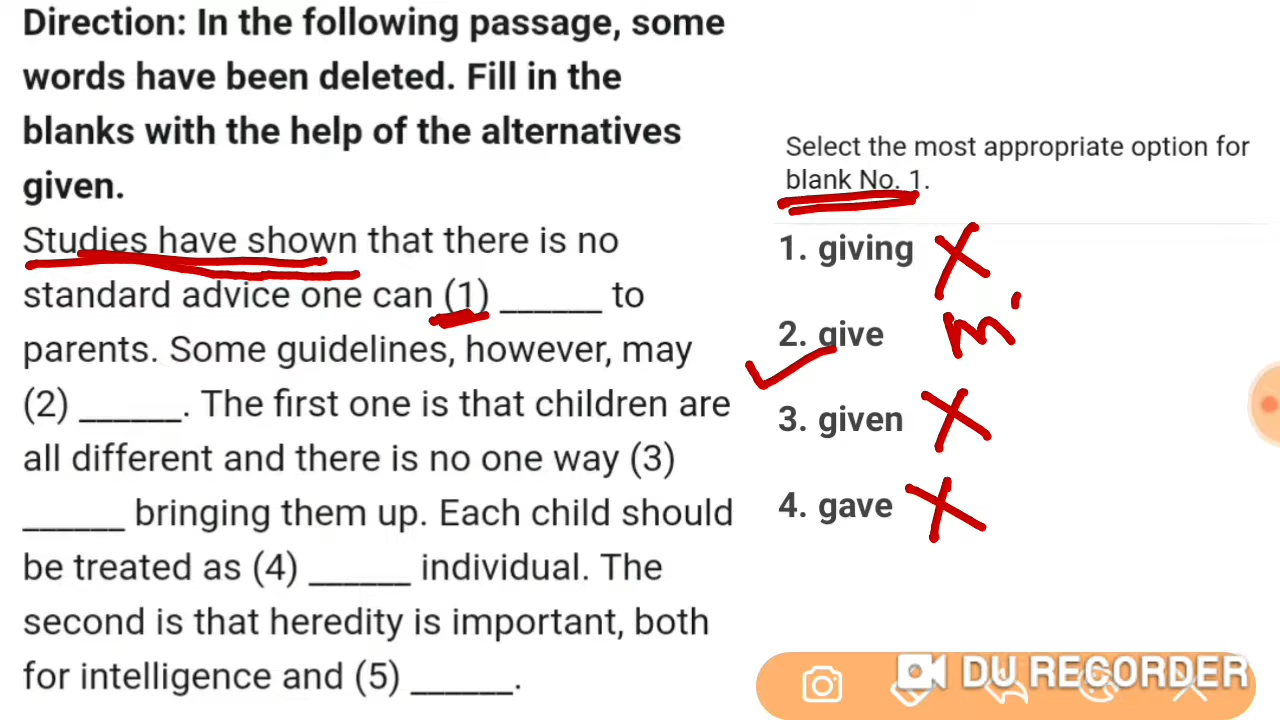 Direction: In the following passage, some
words have been deleted. Fill in the
blanks with the help of the alternatives
given.
Studies have shown that there is no
standard advice one can (1) ______ to
parents. Some guidelines, however, may
(2) ______. The first one is that children are
all different and there is no one way (3)
______ bringing them up. Each child should
be treated as (4) ______ individual. The
second is that heredity is important, both
for intelligence and (5) ______.
Select the most appropriate option for
blank No. 1.
1. giving
2. give
3. given
4. gave
DU RECORDER